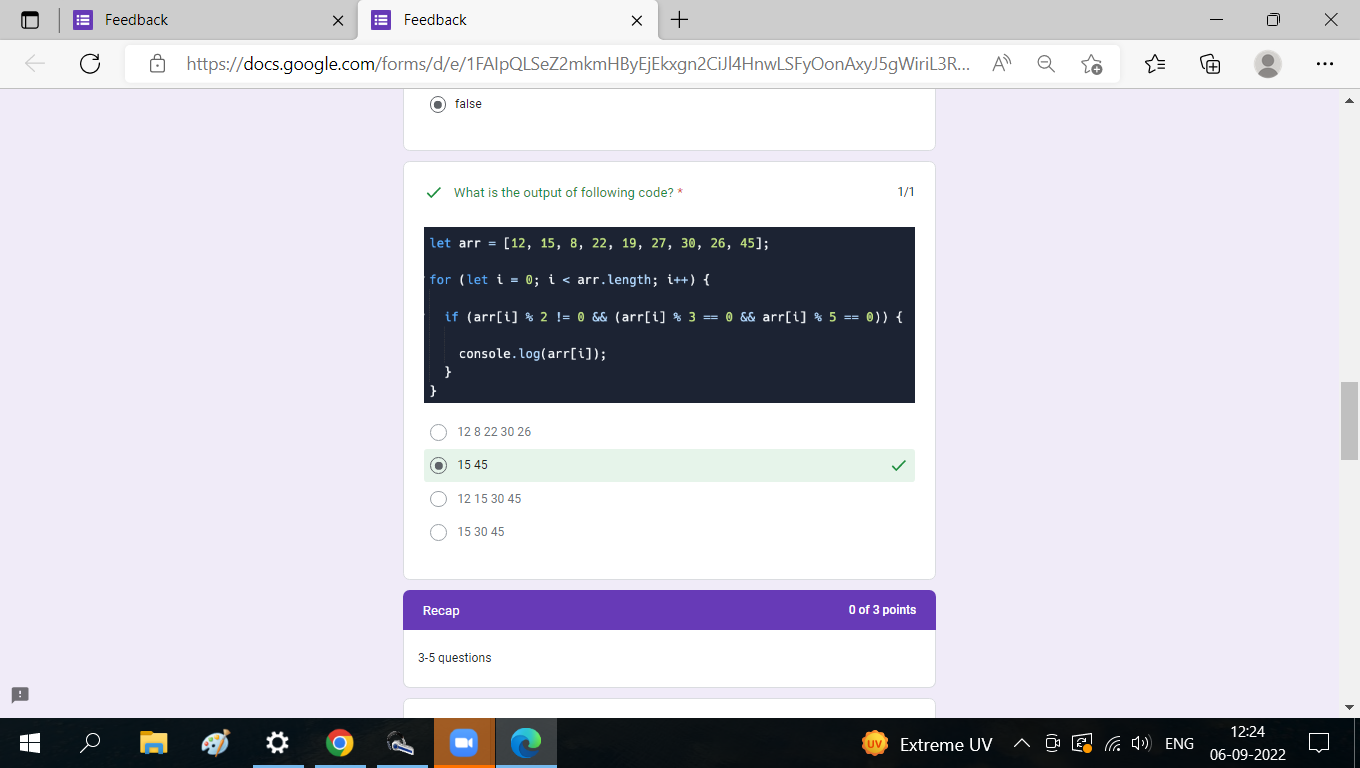 Feedback
Feedback
https://docs.google.com/forms/d/e/1FAIpQLSeZ2mkmHByEjEkxgn2CiJl4HnwLSFyOonAxyJ5gWiriL3R...
false
What is the output of following code? *
1/1
let arr = [12, 15, 8, 22, 19, 27, 30, 26, 45];
for (let i = 0; i < arr.length; i++) {
if (arr[i] % 2 != 0 && (arr[i] % 3 == 0 && arr[i] % 5 == 0)) {
console.log(arr[i]);
}
}
12 8 22 30 26
15 45
12 15 30 45
15 30 45
Recap
0 of 3 points
3-5 questions
UV
Extreme UV
ENG
12:24
06-09-2022